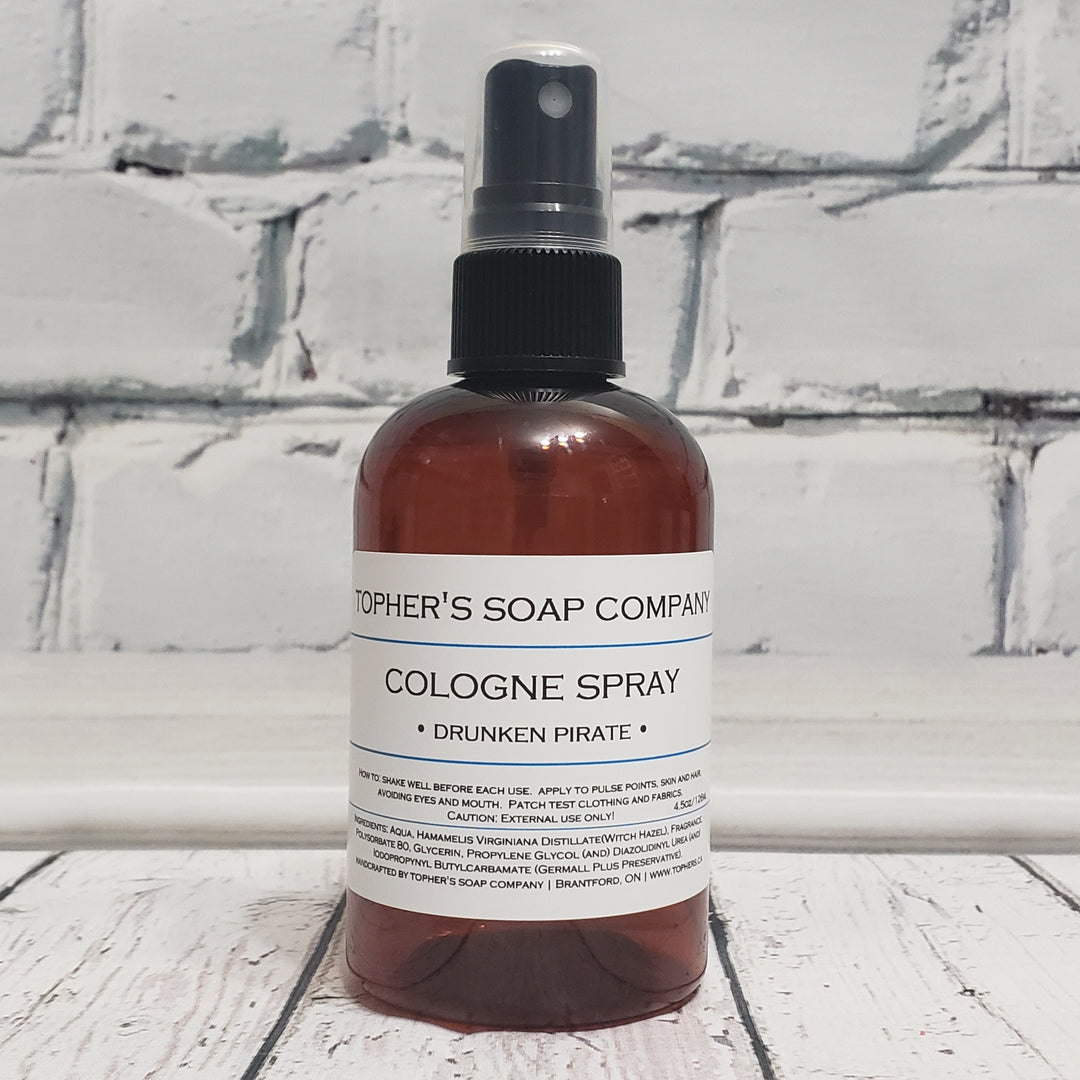 TOPHER'S SOAP COMPANY
COLOGNE SPRAY
• DRUNKEN PIRATE •
HOW TO: SHAKE WELL BEFORE EACH USE. APPLY TO PULSE POINTS, SKIN AND HAIR,
AVOIDING EYES AND MOUTH. PATCH TEST CLOTHING AND FABRICS.
CAUTION: EXTERNAL USE ONLY! 4.5oz/
INGREDIENTS: AQUA, HAMAMELIS VIRGINIANA DISTILLATE(WITCH HAZEL), FRAGRANCE,
POLYSORBATE 80, GLYCERIN, PROPYLENE GLYCOL (AND) DIAZOLIDINYL UREA (AND)
IODOPROPYNYL BUTYLCARBAMATE (GERMALL PLUS PRESERVATIVE).
HANDCRAFTED BY TOPHER'S SOAP COMPANY | BRANTFORD, ON | WWW.TOPHERS.CA